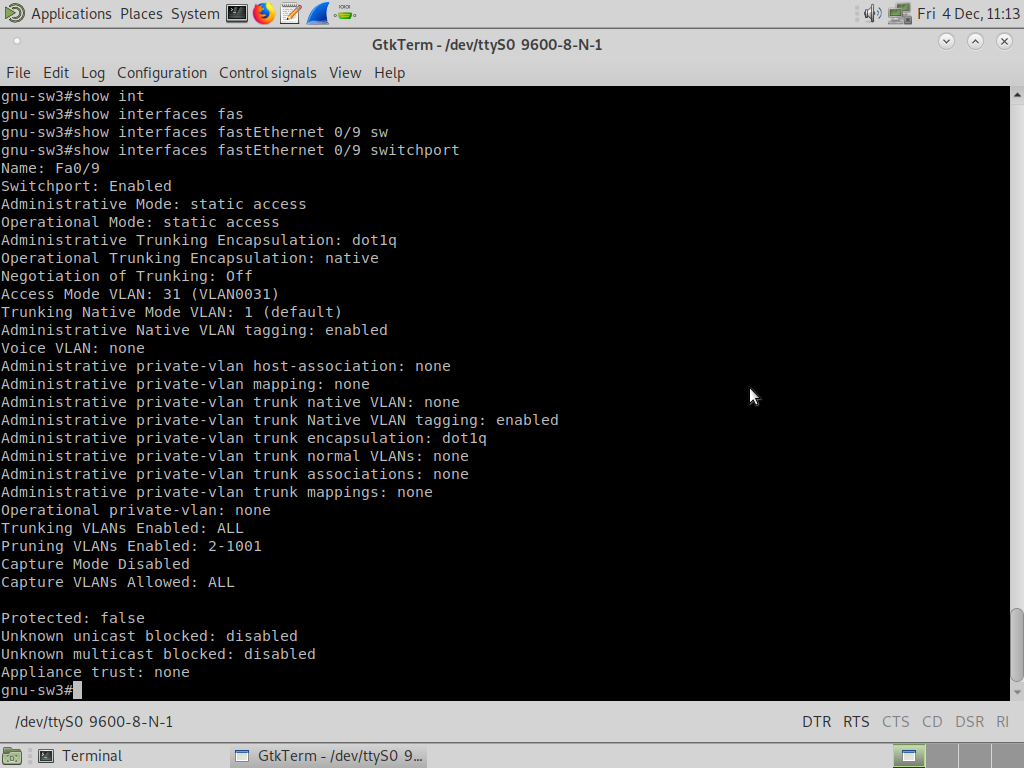 Applications Places System Fri 4 Dec, 11:13
GtkTerm - /dev/ttyS0 9600-8-N-1
File Edit Log Configuration Control signals View Help
gnu-sw3#show int
gnu-sw3#show interfaces fas
gnu-sw3#show interfaces fastEthernet 0/9 sw
gnu-sw3#show interfaces fastEthernet 0/9 switchport
Name: Fa0/9
Switchport: Enabled
Administrative Mode: static access
Operational Mode: static access
Administrative Trunking Encapsulation: dot1q
Operational Trunking Encapsulation: native
Negotiation of Trunking: Off
Access Mode VLAN: 31 (VLAN0031)
Trunking Native Mode VLAN: 1 (default)
Administrative Native VLAN tagging: enabled
Voice VLAN: none
Administrative private-vlan host-association: none
Administrative private-vlan mapping: none
Administrative private-vlan trunk native VLAN: none
Administrative private-vlan trunk Native VLAN tagging: enabled
Administrative private-vlan trunk encapsulation: dot1q
Administrative private-vlan trunk normal VLANs: none
Administrative private-vlan trunk associations: none
Administrative private-vlan trunk mappings: none
Operational private-vlan: none
Trunking VLANs Enabled: ALL
Pruning VLANs Enabled: 2-1001
Capture Mode Disabled
Capture VLANs Allowed: ALL
Protected: false
Unknown unicast blocked: disabled
Unknown multicast blocked: disabled
Appliance trust: none
gnu-sw3#
/dev/ttyS0 9600-8-N-1 DTR RTS CTS CD DSR RI
Terminal GtkTerm - /dev/ttyS0 9...